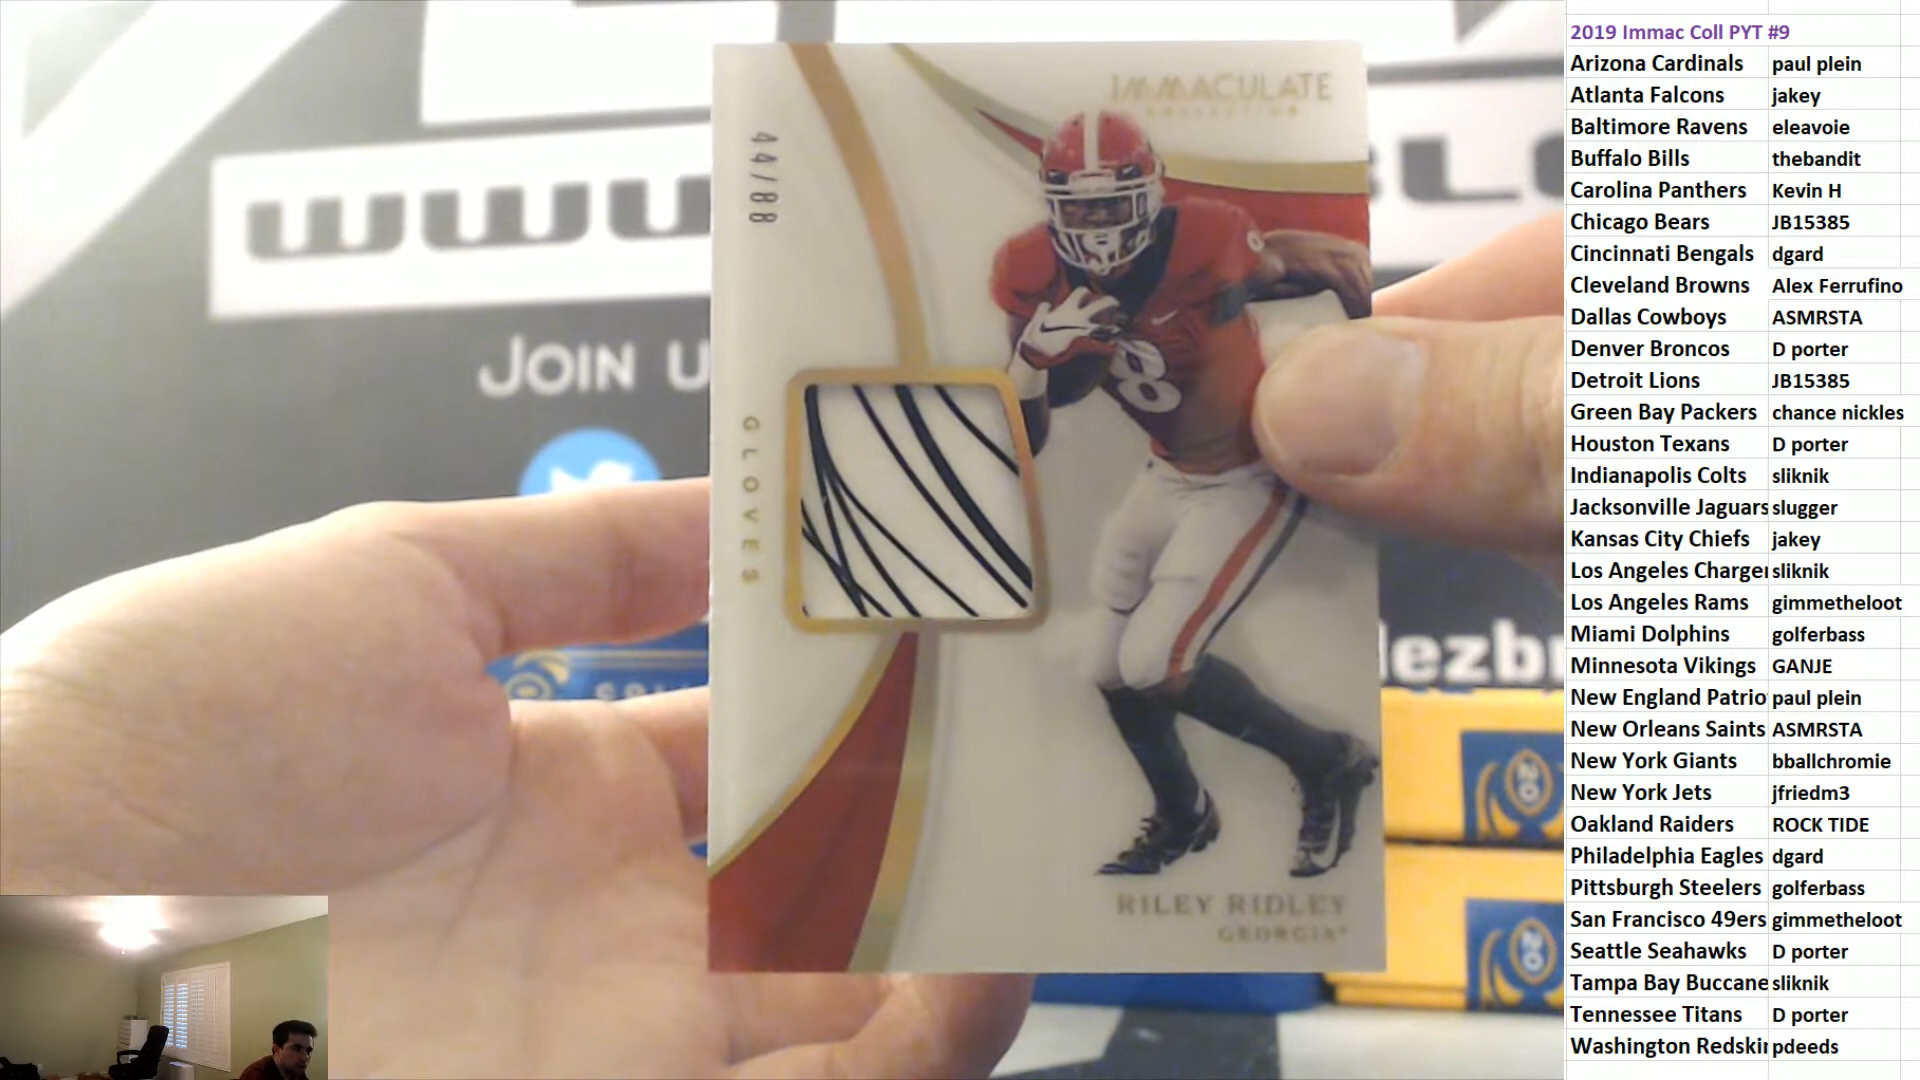 IMMACULATE
COLLECTION
44/88
GLOVES
8
RILEY RIDLEY
GEORGIA
JOIN U
ezb
20
20
2019 Immac Coll PYT #9
Arizona Cardinals paul plein
Atlanta Falcons jakey
Baltimore Ravens eleavoie
Buffalo Bills thebandit
Carolina Panthers Kevin H
Chicago Bears JB15385
Cincinnati Bengals dgard
Cleveland Browns Alex Ferrufino
Dallas Cowboys ASMRSTA
Denver Broncos D porter
Detroit Lions JB15385
Green Bay Packers chance nickles
Houston Texans D porter
Indianapolis Colts sliknik
Jacksonville Jaguars slugger
Kansas City Chiefs jakey
Los Angeles Charger sliknik
Los Angeles Rams gimmetheloot
Miami Dolphins golferbass
Minnesota Vikings GANJE
New England Patrio paul plein
New Orleans Saints ASMRSTA
New York Giants bballchromie
New York Jets jfriedm3
Oakland Raiders ROCK TIDE
Philadelphia Eagles dgard
Pittsburgh Steelers golferbass
San Francisco 49ers gimmetheloot
Seattle Seahawks D porter
Tampa Bay Buccane sliknik
Tennessee Titans D porter
Washington Redskin pdeeds